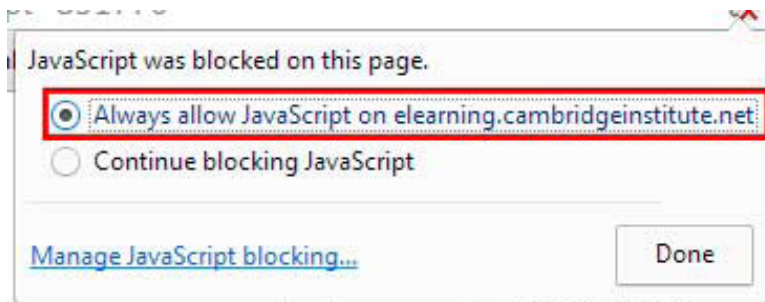 JavaScript was blocked on this page.
Always allow JavaScript on elearning.cambridgeinstitute.net
Continue blocking JavaScript
Manage JavaScript blocking...
Done